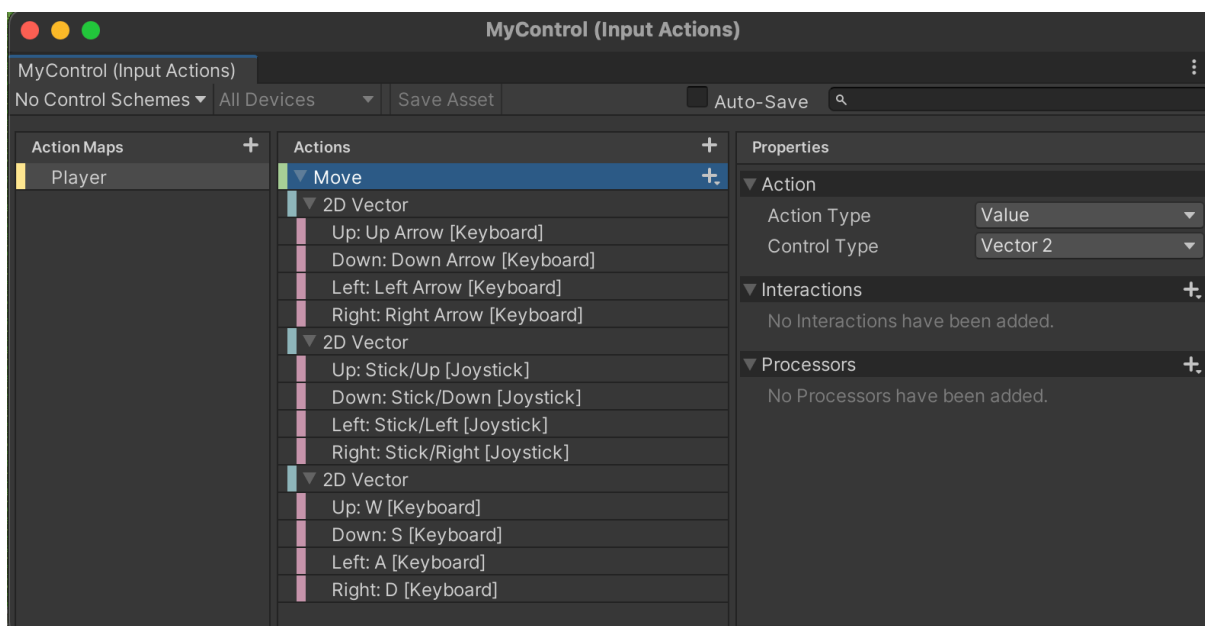 MyControl (Input Actions)
MyControl (Input Actions)
No Control Schemes All Devices Save Asset Auto-Save
Action Maps
Player
Actions
Move
2D Vector
Up: Up Arrow [Keyboard]
Down: Down Arrow [Keyboard]
Left: Left Arrow [Keyboard]
Right: Right Arrow [Keyboard]
2D Vector
Up: Stick/Up [Joystick]
Down: Stick/Down [Joystick]
Left: Stick/Left [Joystick]
Right: Stick/Right [Joystick]
2D Vector
Up: W [Keyboard]
Down: S [Keyboard]
Left: A [Keyboard]
Right: D [Keyboard]
Properties
Action
Action Type Value
Control Type Vector 2
Interactions
No Interactions have been added.
Processors
No Processors have been added.